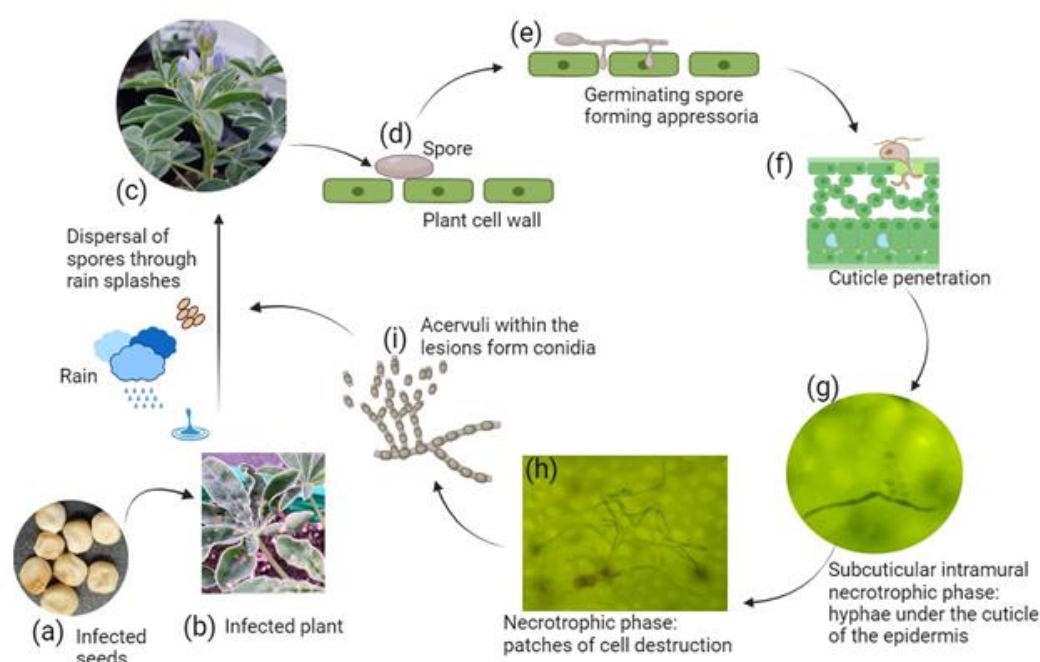 (a)
Infected
seeds
(b)
Infected plant
Rain
Dispersal of
spores through
rain splashes
(c)
(d)
Spore
Plant cell wall
(e)
Germinating spore
forming appressoria
(f)
Cuticle penetration
(g)
Subcuticular intramural
necrotrophic phase:
hyphae under the cuticle
of the epidermis
(h)
Necrotrophic phase:
patches of cell destruction
(i)
Acervuli within the
lesions form conidia